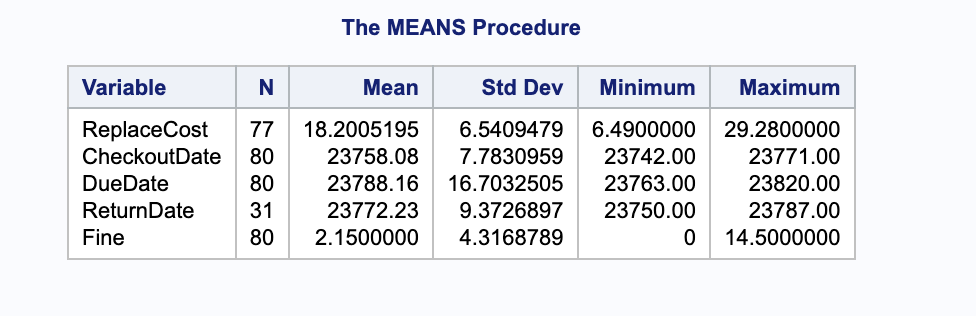 The MEANS Procedure
Variable N Mean Std Dev Minimum Maximum
ReplaceCost 77 18.2005195 6.5409479 6.4900000 29.2800000
CheckoutDate 80 23758.08 7.7830959 23742.00 23771.00
DueDate 80 23788.16 16.7032505 23763.00 23820.00
ReturnDate 31 23772.23 9.3726897 23750.00 23787.00
Fine 80 2.1500000 4.3168789 0 14.5000000